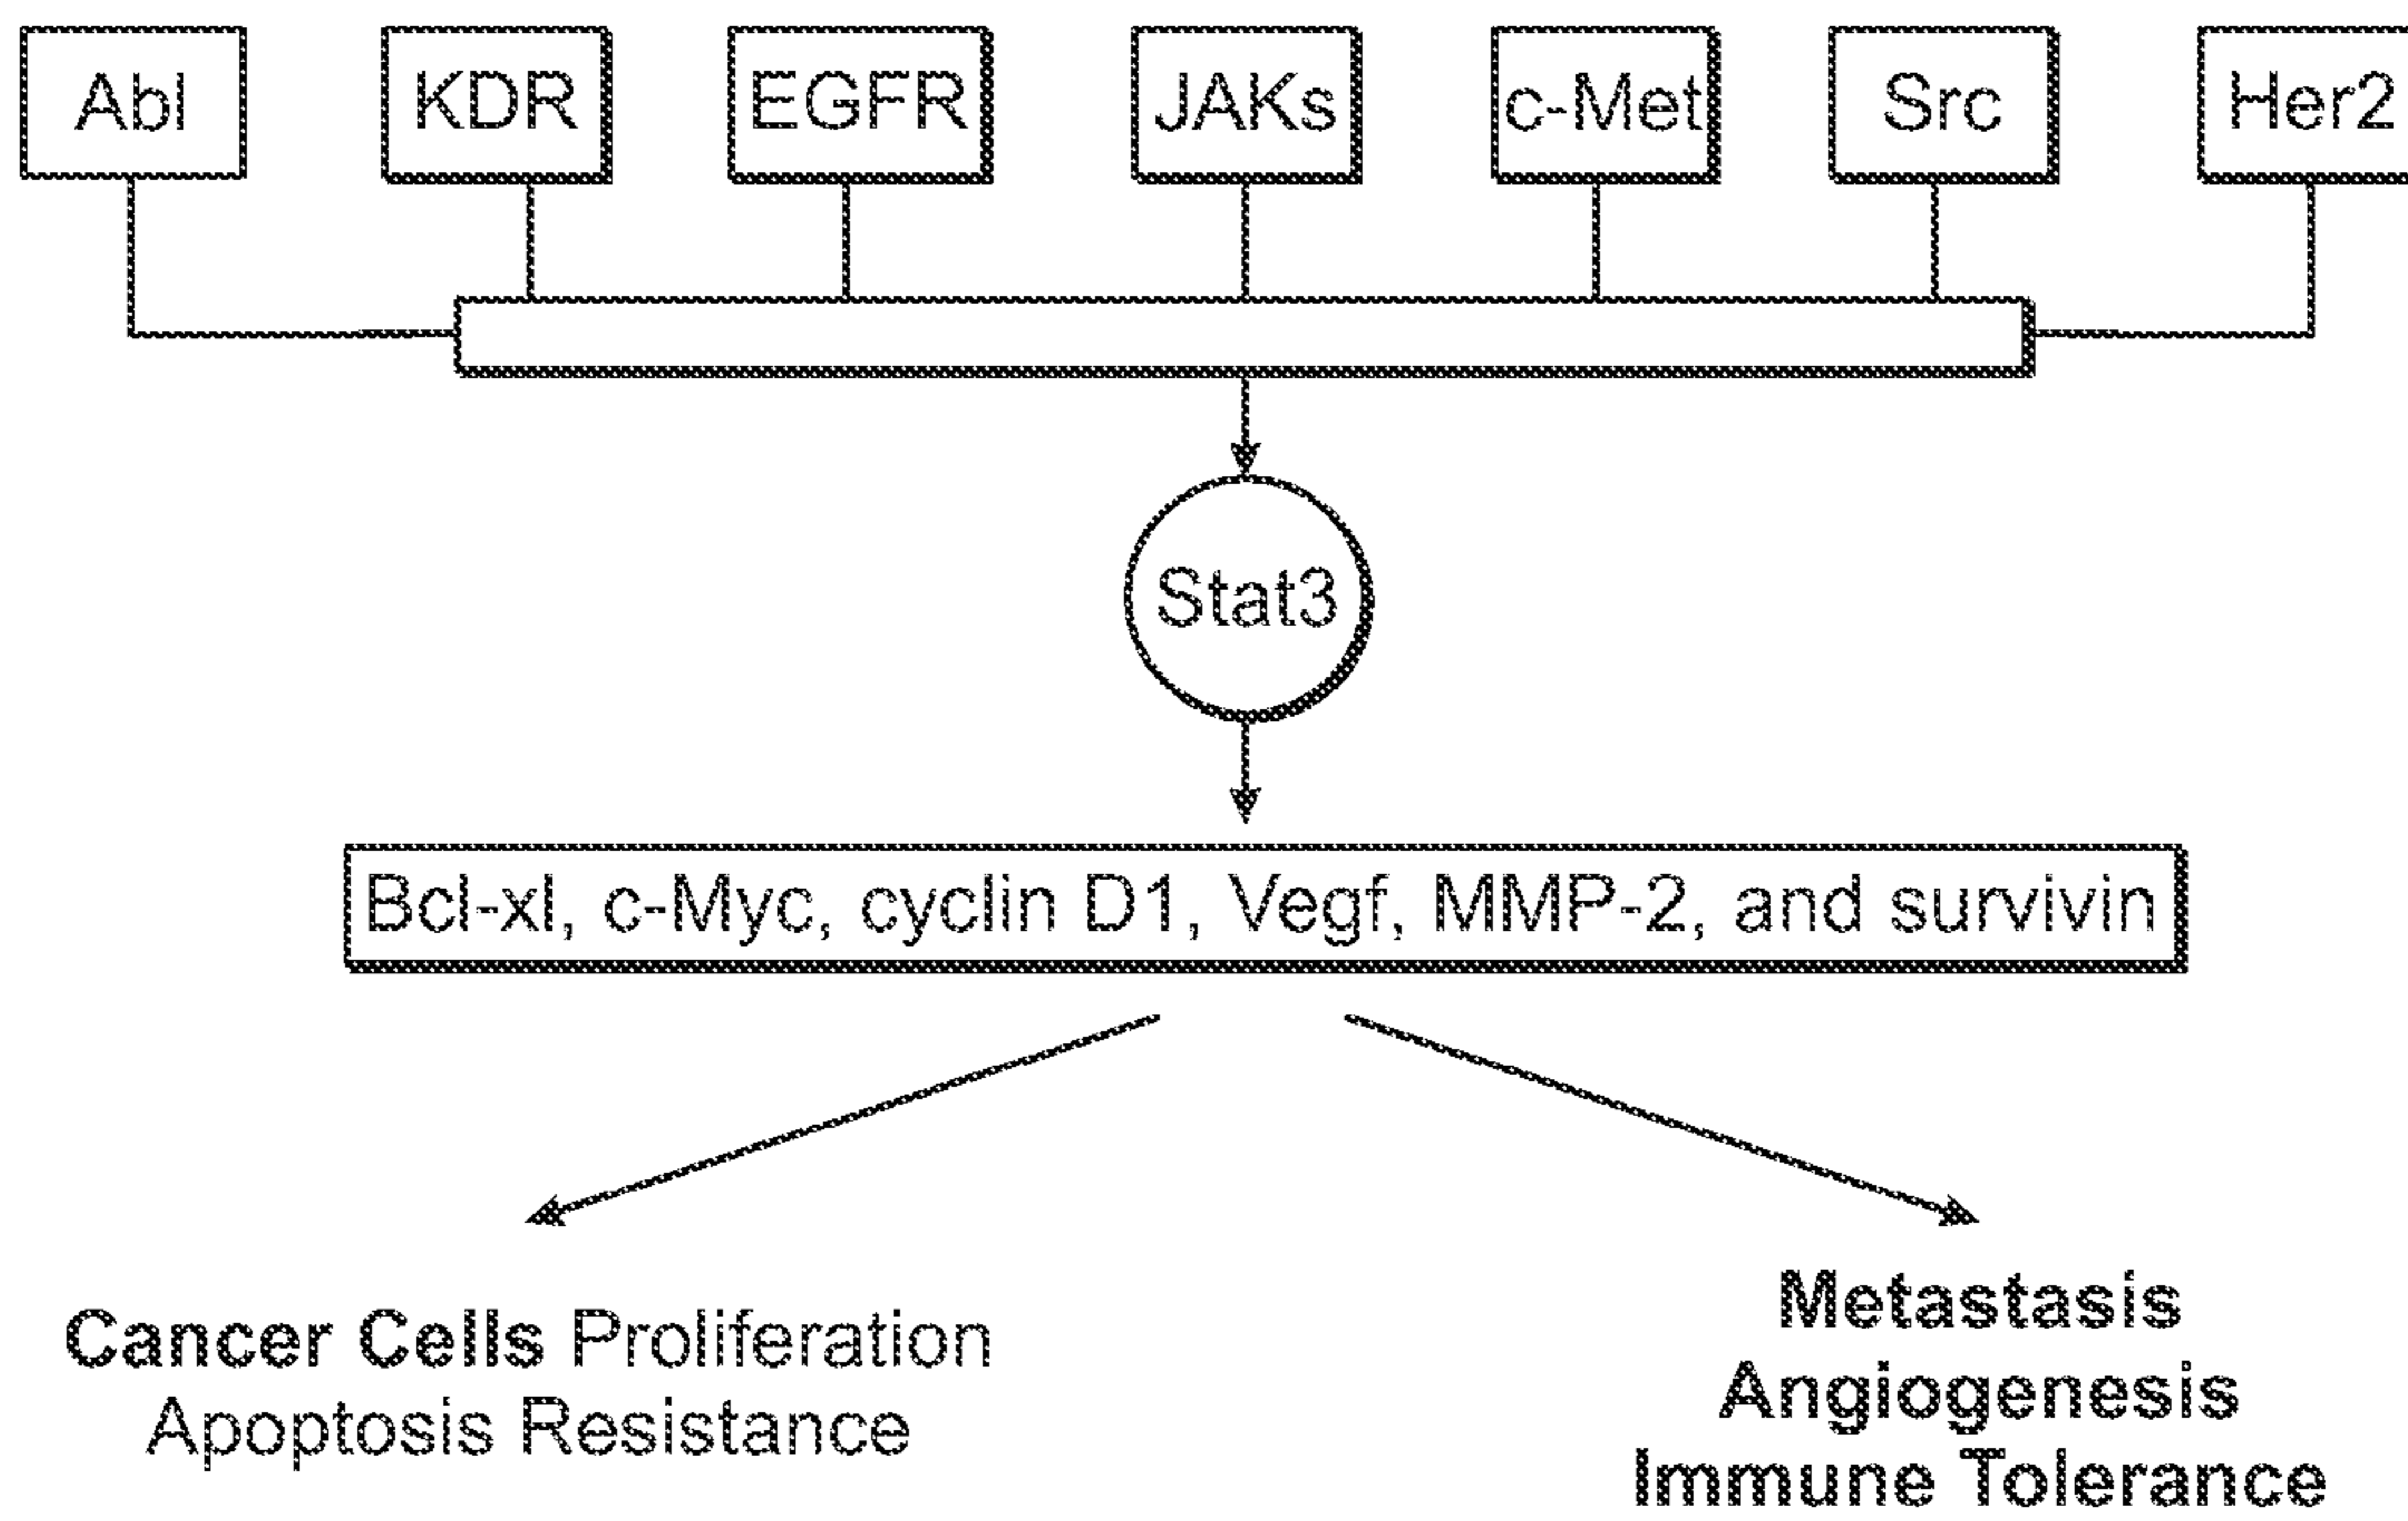 Abl
KDR
EGFR
JAKs
c-Met
Src
Her2
Stat3
Bcl-xl, c-Myc, cyclin D1, Vegf, MMP-2, and survivin
Cancer Cells Proliferation
Apoptosis Resistance
Metastasis
Angiogenesis
Immune Tolerance